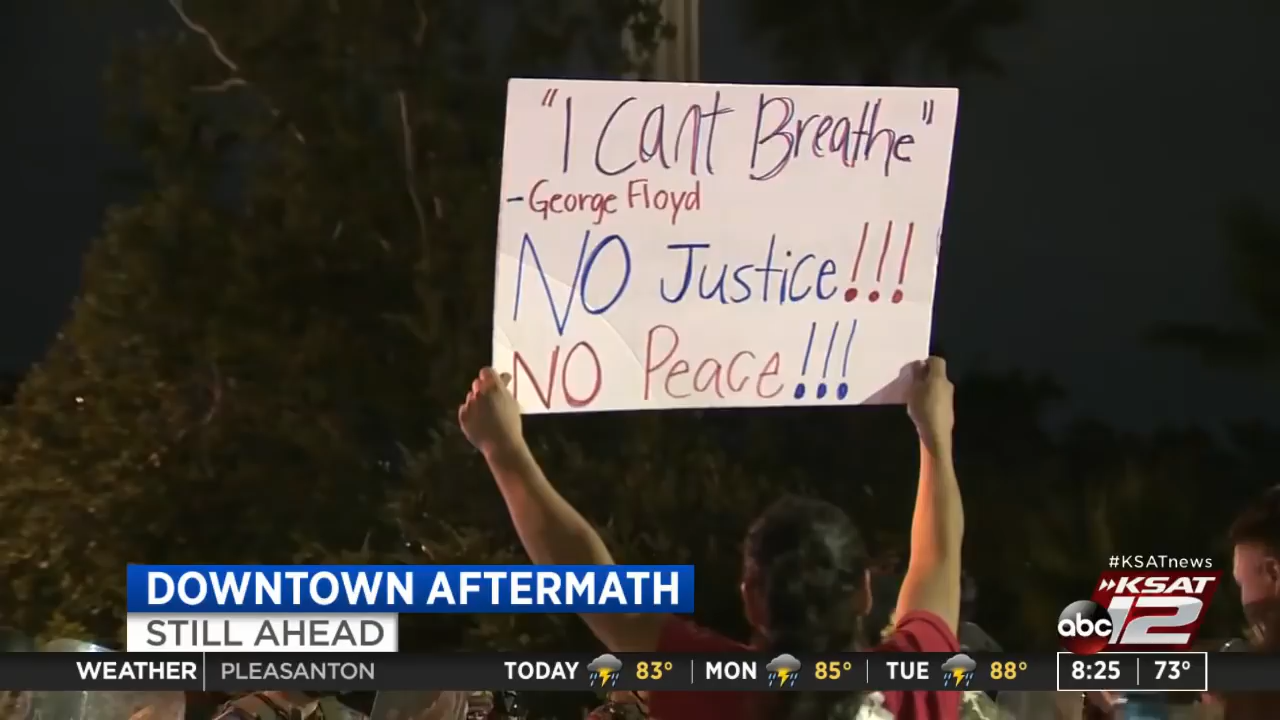 "I Cant Breathe"
-George Floyd
NO Justice!!!
NO Peace!!!
#KSATnews
KSAT
abc 12
DOWNTOWN AFTERMATH
STILL AHEAD
WEATHER PLEASANTON TODAY 83° MON 85° TUE 88° 8:25 73°